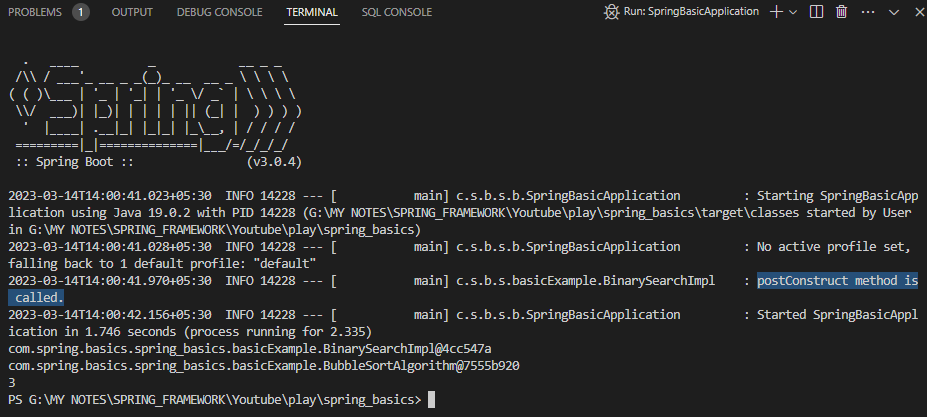 PROBLEMS 1 OUTPUT DEBUG CONSOLE TERMINAL SQL CONSOLE Run: SpringBasicApplication
  .   ____          _            __ _ _
 /\\ / ___'_ __ _ _(_)_ __  __ _ \ \ \ \
( ( )\___ | '_ | '_| | '_ \/ _` | \ \ \ \
 \\/  ___)| |_)| | | | | || (_| |  ) ) ) )
  '  |____| .__|_| |_|_| |_\__, | / / / /
 =========|_|==============|___/=/_/_/_/
 :: Spring Boot ::                (v3.0.4)
2023-03-14T14:00:41.023+05:30  INFO 14228 --- [           main] c.s.b.s.b.SpringBasicApplication         : Starting SpringBasicApp
lication using Java 19.0.2 with PID 14228 (G:\MY NOTES\SPRING_FRAMEWORK\Youtube\play\spring_basics\target\classes started by User
in G:\MY NOTES\SPRING_FRAMEWORK\Youtube\play\spring_basics)
2023-03-14T14:00:41.028+05:30  INFO 14228 --- [           main] c.s.b.s.b.SpringBasicApplication         : No active profile set,
falling back to 1 default profile: "default"
2023-03-14T14:00:41.970+05:30  INFO 14228 --- [           main] c.s.b.s.basicExample.BinarySearchImpl    : postConstruct method is
 called.
2023-03-14T14:00:42.156+05:30  INFO 14228 --- [           main] c.s.b.s.b.SpringBasicApplication         : Started SpringBasicAppl
ication in 1.746 seconds (process running for 2.335)
com.spring.basics.spring_basics.basicExample.BinarySearchImpl@4cc547a
com.spring.basics.spring_basics.basicExample.BubbleSortAlgorithm@7555b920
3
PS G:\MY NOTES\SPRING_FRAMEWORK\Youtube\play\spring_basics>